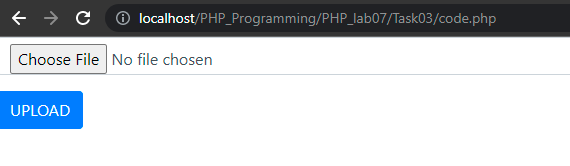 localhost/PHP_Programming/PHP_lab07/Task03/code.php
Choose File No file chosen
UPLOAD